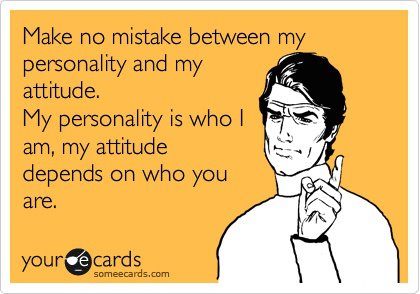 Make no mistake between my
personality and my
attitude.
My personality is who I
am, my attitude
depends on who you
are.
your e cards
someecards.com